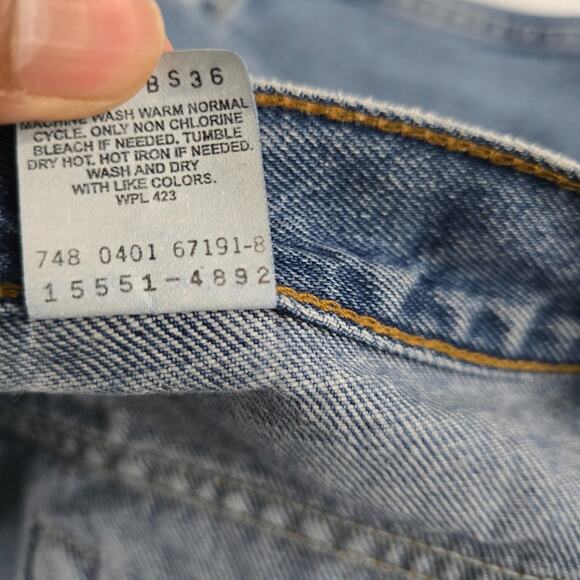 BS36
MACHINE WASH WARM NORMAL
CYCLE. ONLY NON CHLORINE
BLEACH IF NEEDED. TUMBLE
DRY HOT. HOT IRON IF NEEDED.
WASH AND DRY
WITH LIKE COLORS.
WPL 423
748 0401 67191-8
15551-4892